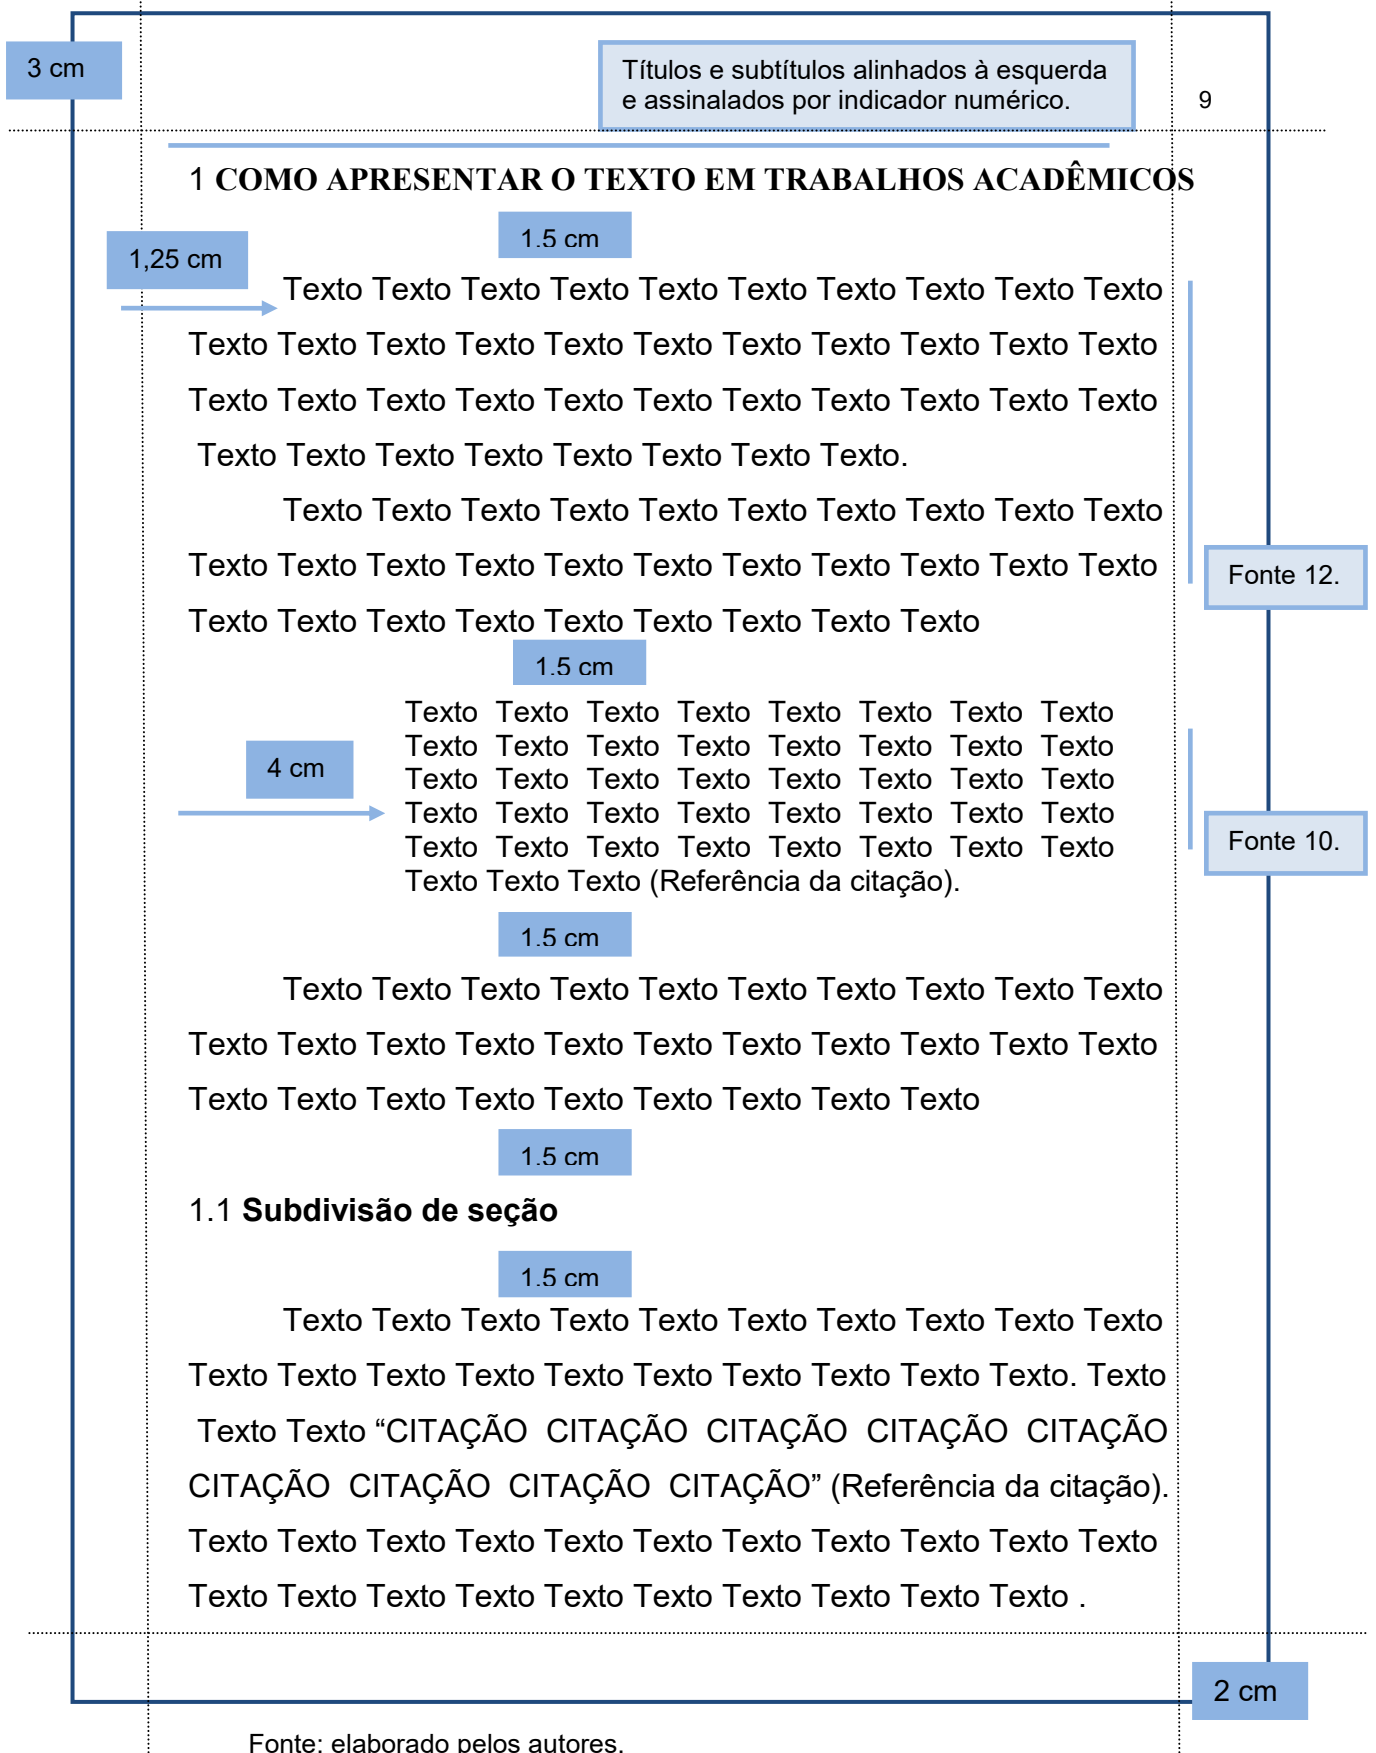 3 cm
Títulos e subtítulos alinhados à esquerda
e assinalados por indicador numérico.
9
1 COMO APRESENTAR O TEXTO EM TRABALHOS ACADÊMICOS
1.5 cm
1,25 cm
Texto Texto Texto Texto Texto Texto Texto Texto Texto Texto
Texto Texto Texto Texto Texto Texto Texto Texto Texto Texto Texto
Texto Texto Texto Texto Texto Texto Texto Texto Texto Texto Texto
Texto Texto Texto Texto Texto Texto Texto Texto.
Texto Texto Texto Texto Texto Texto Texto Texto Texto Texto
Texto Texto Texto Texto Texto Texto Texto Texto Texto Texto Texto
Fonte 12.
Texto Texto Texto Texto Texto Texto Texto Texto Texto
1.5 cm
Texto Texto Texto Texto Texto Texto Texto Texto
Texto Texto Texto Texto Texto Texto Texto Texto
4 cm
Texto Texto Texto Texto Texto Texto Texto Texto
Texto Texto Texto Texto Texto Texto Texto Texto
Texto Texto Texto Texto Texto Texto Texto Texto
Fonte 10.
Texto Texto Texto (Referência da citação).
1.5 cm
Texto Texto Texto Texto Texto Texto Texto Texto Texto Texto
Texto Texto Texto Texto Texto Texto Texto Texto Texto Texto Texto
Texto Texto Texto Texto Texto Texto Texto Texto Texto
1.5 cm
1.1 Subdivisão de seção
1.5 cm
Texto Texto Texto Texto Texto Texto Texto Texto Texto Texto
Texto Texto Texto Texto Texto Texto Texto Texto Texto Texto. Texto
Texto Texto “CITAÇÃO CITAÇÃO CITAÇÃO CITAÇÃO CITAÇÃO
CITAÇÃO CITAÇÃO CITAÇÃO CITAÇÃO” (Referência da citação).
Texto Texto Texto Texto Texto Texto Texto Texto Texto Texto Texto
Texto Texto Texto Texto Texto Texto Texto Texto Texto Texto .
2 cm
Fonte: elaborado pelos autores.